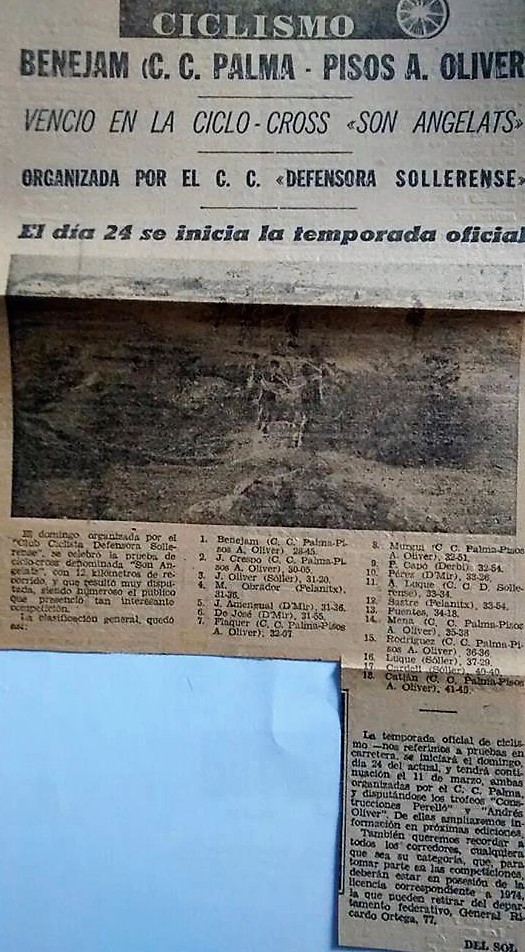 CICLISMO
BENEJAM (C. C. PALMA - PISOS A. OLIVER
VENCIO EN LA CICLO-CROSS «SON ANGELATS»
ORGANIZADA POR EL C. C. «DEFENSORA SOLLERENSE»
El día 24 se inicia la temporada oficial
El domingo organizada por el
"Club Ciclista Defensora Solle-
rense", se celebró la prueba de
ciclo-cross denominada "Son An-
gelats" con 12 kilometros de re-
corrido, y que resultó muy dispu-
tada, siendo numeroso el público
que presenció tan interesante
competición.
La clasificación general, quedó
así:
1. Benejam (C. C. Palma-Pi-
sos A. Oliver), 28-45.
2. J. Crespo (C. C. Palma-Pi-
sos A. Oliver) 30-05.
3. J. Oliver (Sóller), 31-20.
4. M. Obrador (Felanitx),
31-36.
5. J. Amengual (D'Mir), 31-36.
6. De José (D'Mir), 31-55.
7. Flaquer (C. C. Palma-Pisos
A. Oliver), 32-07
8. Munguí (C C. Palma-Pisos
A. Oliver), 32-51.
9. P. Capó (Derbi) 32-54.
10. Pérez (D'Mir), 33-26.
11. A. Luque (C. C. D. Solle-
rense), 33-34.
12. Sastre (Felanitx), 33-54.
13. Fuentes, 34-18.
14. Mena (C. C. Palma-Pisos
A. Oliver), 35-38
15. Rodríguez (C. C. Palma-Pi-
sos A. Oliver), 36-36.
16. Luque (Sóller), 37-29.
17. Cardell (Sóller), 40-40.
18. Catlán (C. C. Palma-Pisos
A. Oliver), 41-45.
La temporada oficial de ciclis-
mo —nos referimos a pruebas en
carretera, se iniciará el domingo,
día 24 del actual, y tendrá conti-
nuación el 11 de marzo, ambas
organizadas por el C. C. Palma,
y disputándose los trofeos "Cons-
trucciones Perelló" y "Andrés
Oliver". De ellas ampliaremos in-
formación en próximas ediciones.
También queremos recordar a
todos los corredores, cualquiera
que sea su categoría, que, para
tomar parte en las competiciones,
deberán estar en posesión de la
licencia correspondiente a 1974,
la que pueden retirar del depar-
tamento federativo, General Ri-
cardo Ortega, 77.
DEL SOL